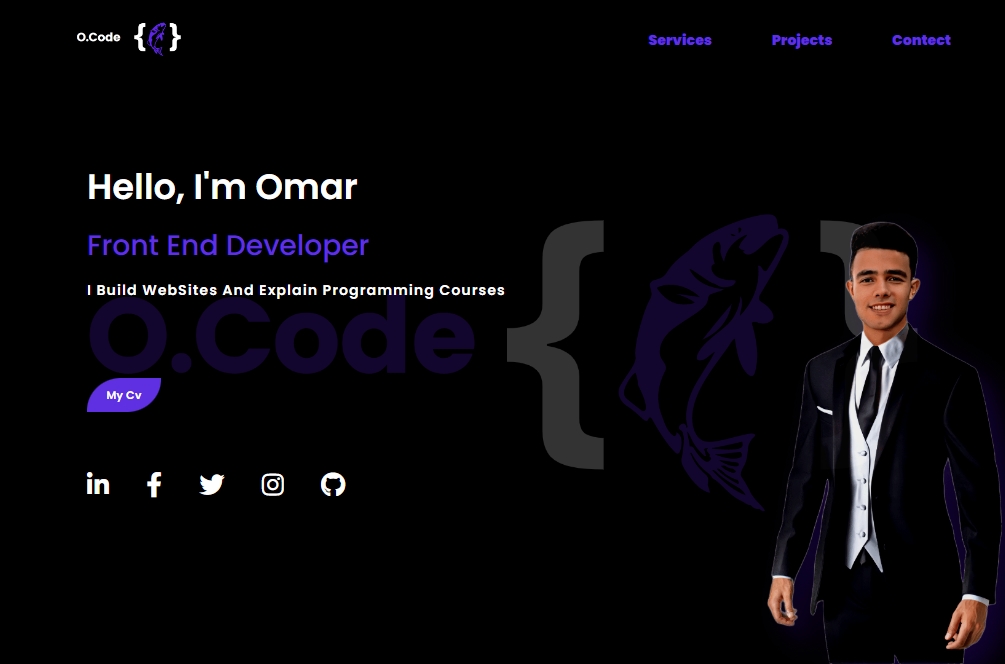 O.Code { }
Services Projects Contect
Hello, I'm Omar
Front End Developer
I Build WebSites And Explain Programming Courses
O.Code { }
My Cv